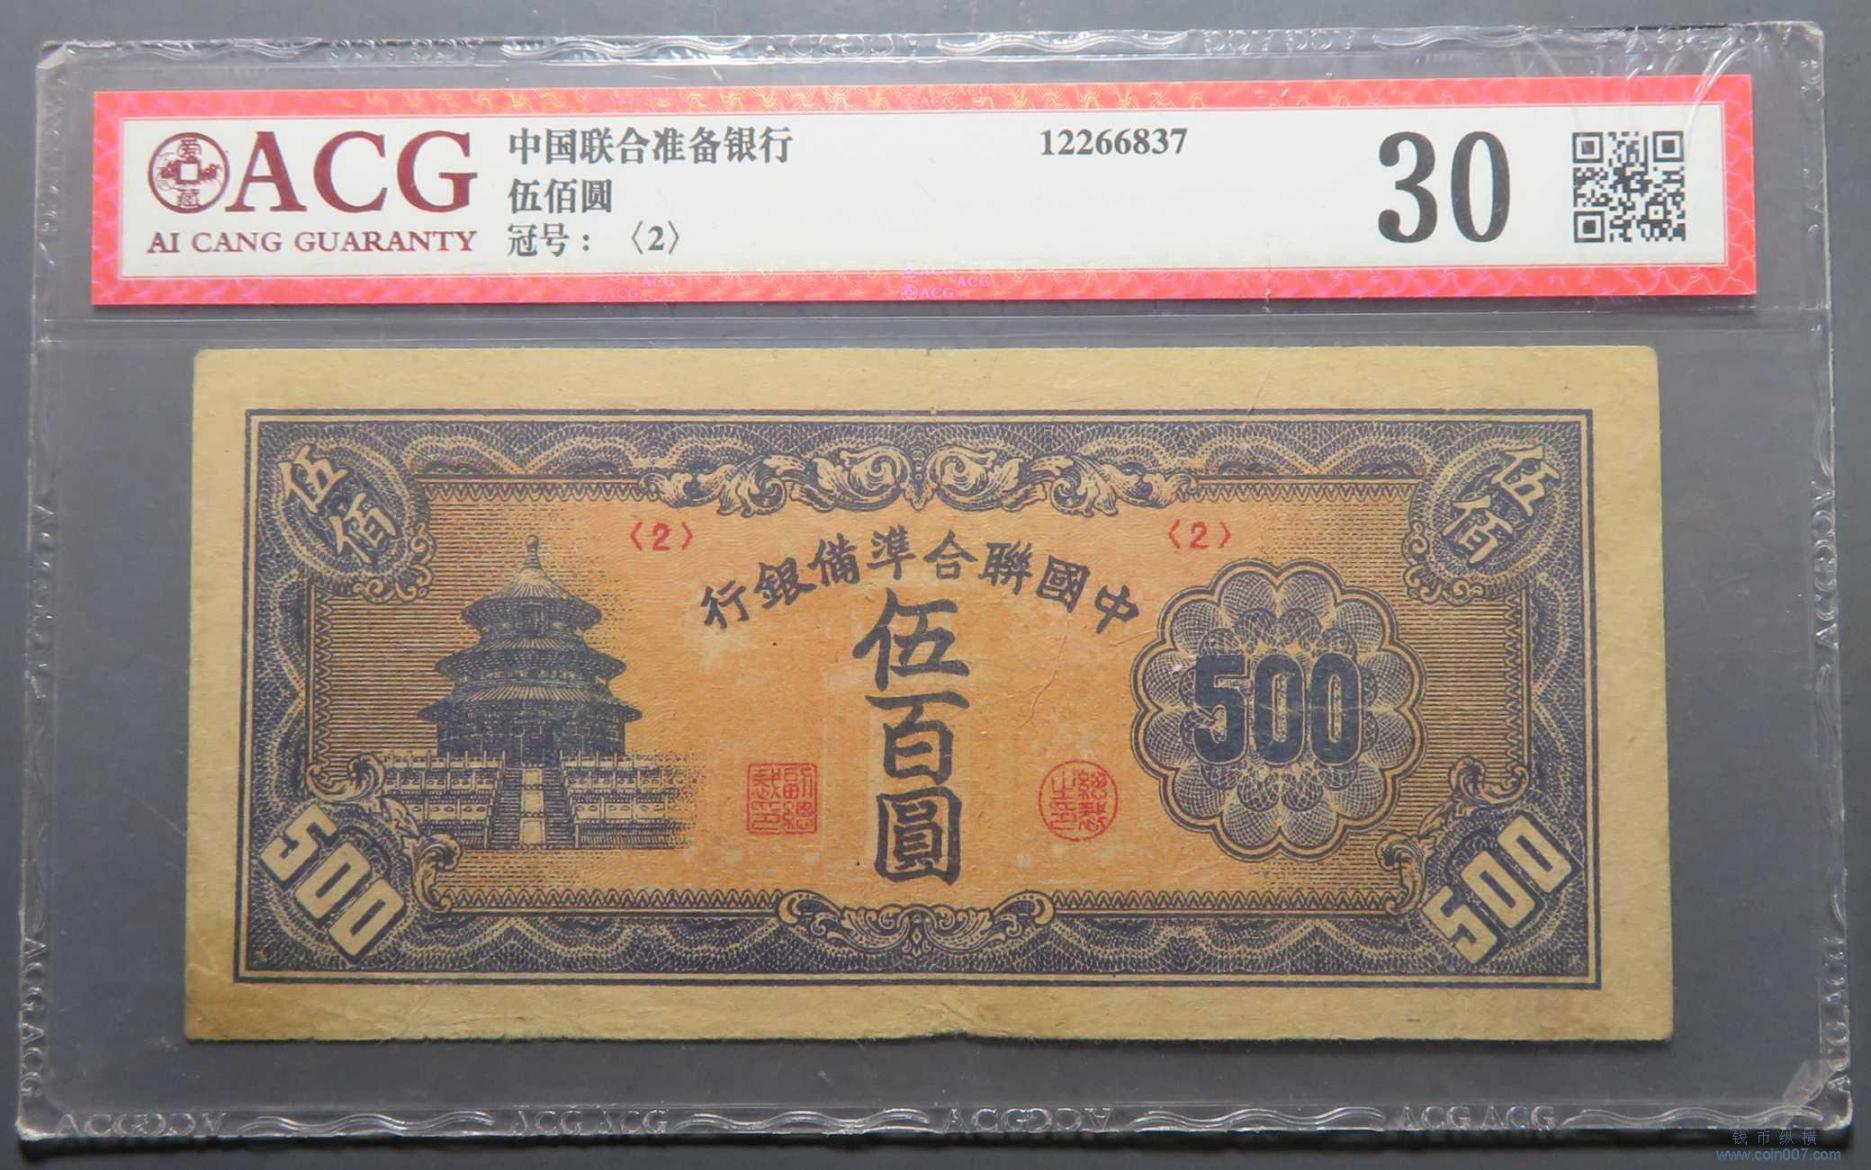 ACG
AI CANG GUARANTY
中国联合准备银行
伍佰圆
冠号：〈2〉
12266837
30
伍佰
伍佰
〈2〉
〈2〉
行銀備準合聯國中
伍百圓
500
500
500
钱币纵横
www.coin007.com